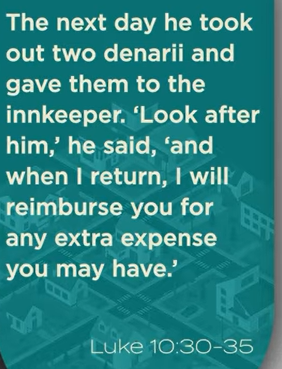 The next day he took
out two denarii and
gave them to the
innkeeper. ‘Look after
him,’ he said, ‘and
when I return, I will
reimburse you for
any extra expense
you may have.’
Luke 10:30-35